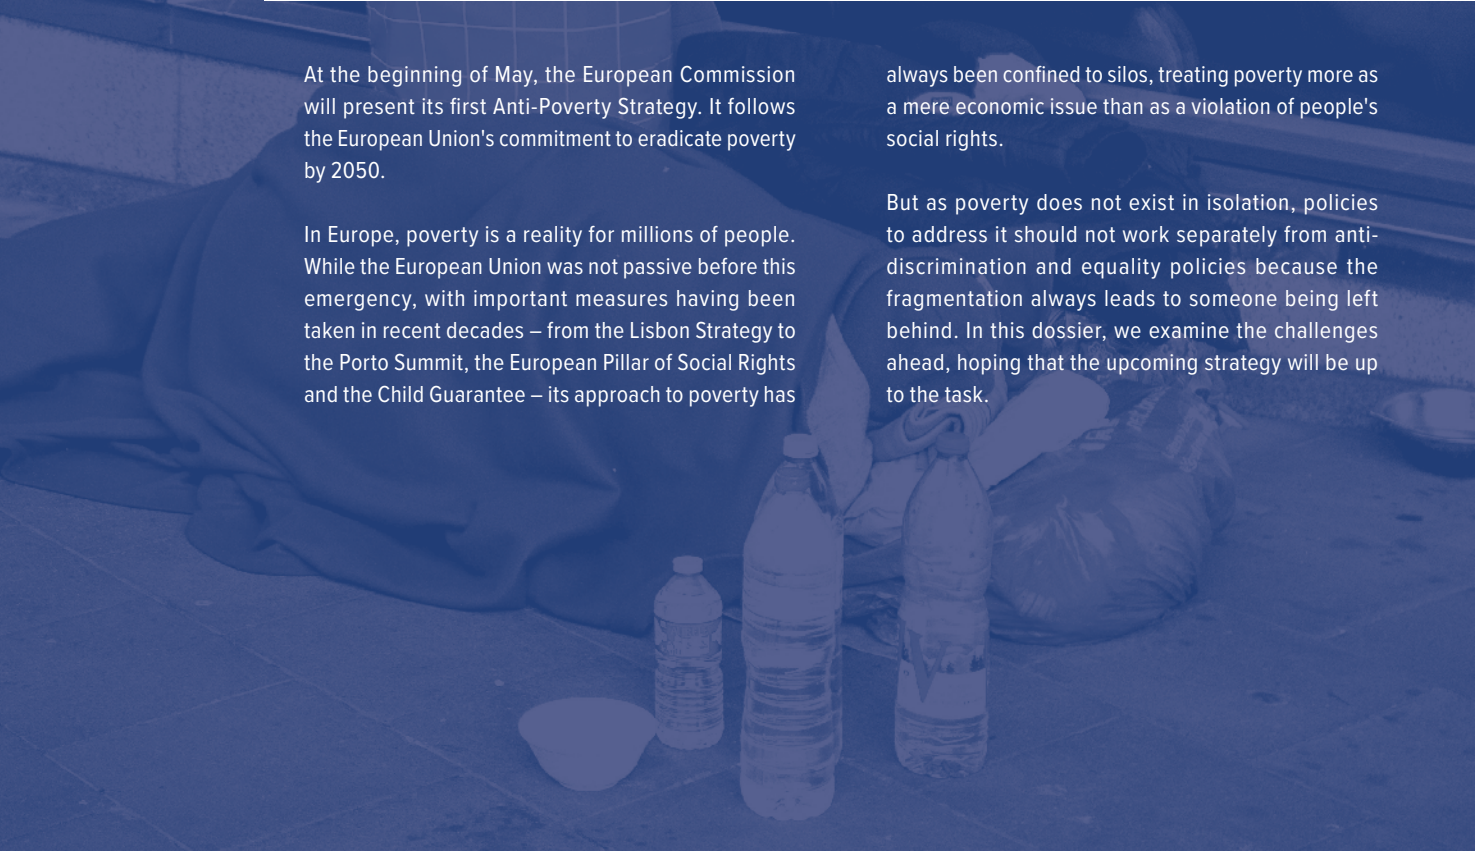 At the beginning of May, the European Commission
will present its first Anti-Poverty Strategy. It follows
the European Union's commitment to eradicate poverty
by 2050.
In Europe, poverty is a reality for millions of people.
While the European Union was not passive before this
emergency, with important measures having been
taken in recent decades – from the Lisbon Strategy to
the Porto Summit, the European Pillar of Social Rights
and the Child Guarantee – its approach to poverty has
always been confined to silos, treating poverty more as
a mere economic issue than as a violation of people's
social rights.
But as poverty does not exist in isolation, policies
to address it should not work separately from anti-
discrimination and equality policies because the
fragmentation always leads to someone being left
behind. In this dossier, we examine the challenges
ahead, hoping that the upcoming strategy will be up
to the task.